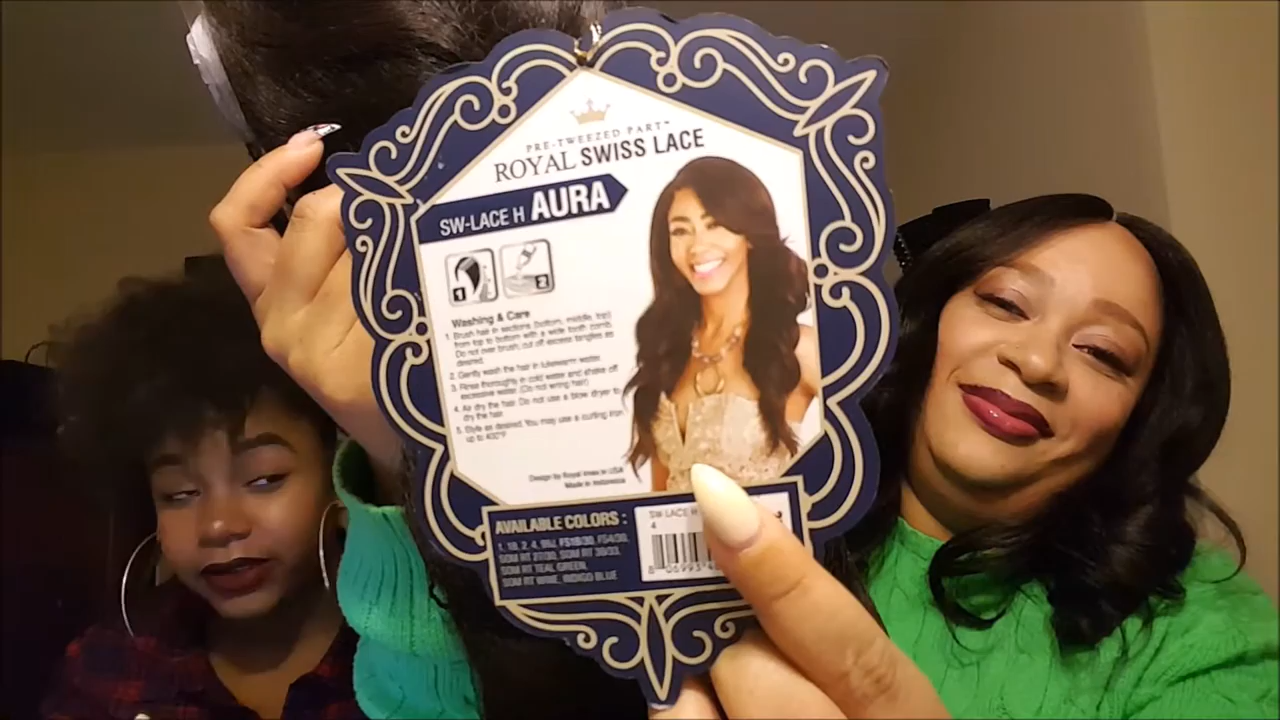 PRE-TWEEZED PART™
ROYAL SWISS LACE
SW-LACE H AURA
1 2
Washing & Care
1. Brush hair in sections (bottom, middle, top)
from top to bottom with a wide tooth comb.
Do not over brush, cut off excess tangles as
desired.
2. Gently wash the hair in lukewarm water.
3. Rinse thoroughly in cold water and shake off
excessive water. (Do not wring hair)
4. Air dry the hair. Do not use a blow dryer to
dry the hair.
5. Style as desired. You may use a curling iron
up to 400°F
Design by Royal Imex in USA
Made in Indonesia
AVAILABLE COLORS :
1, 1B, 2, 4, 99J, FS1B/30, FS4/30,
SOM RT 27/30, SOM RT 30/33,
SOM RT TEAL GREEN,
SOM RT WINE, INDIGO BLUE
SW LACE H
4